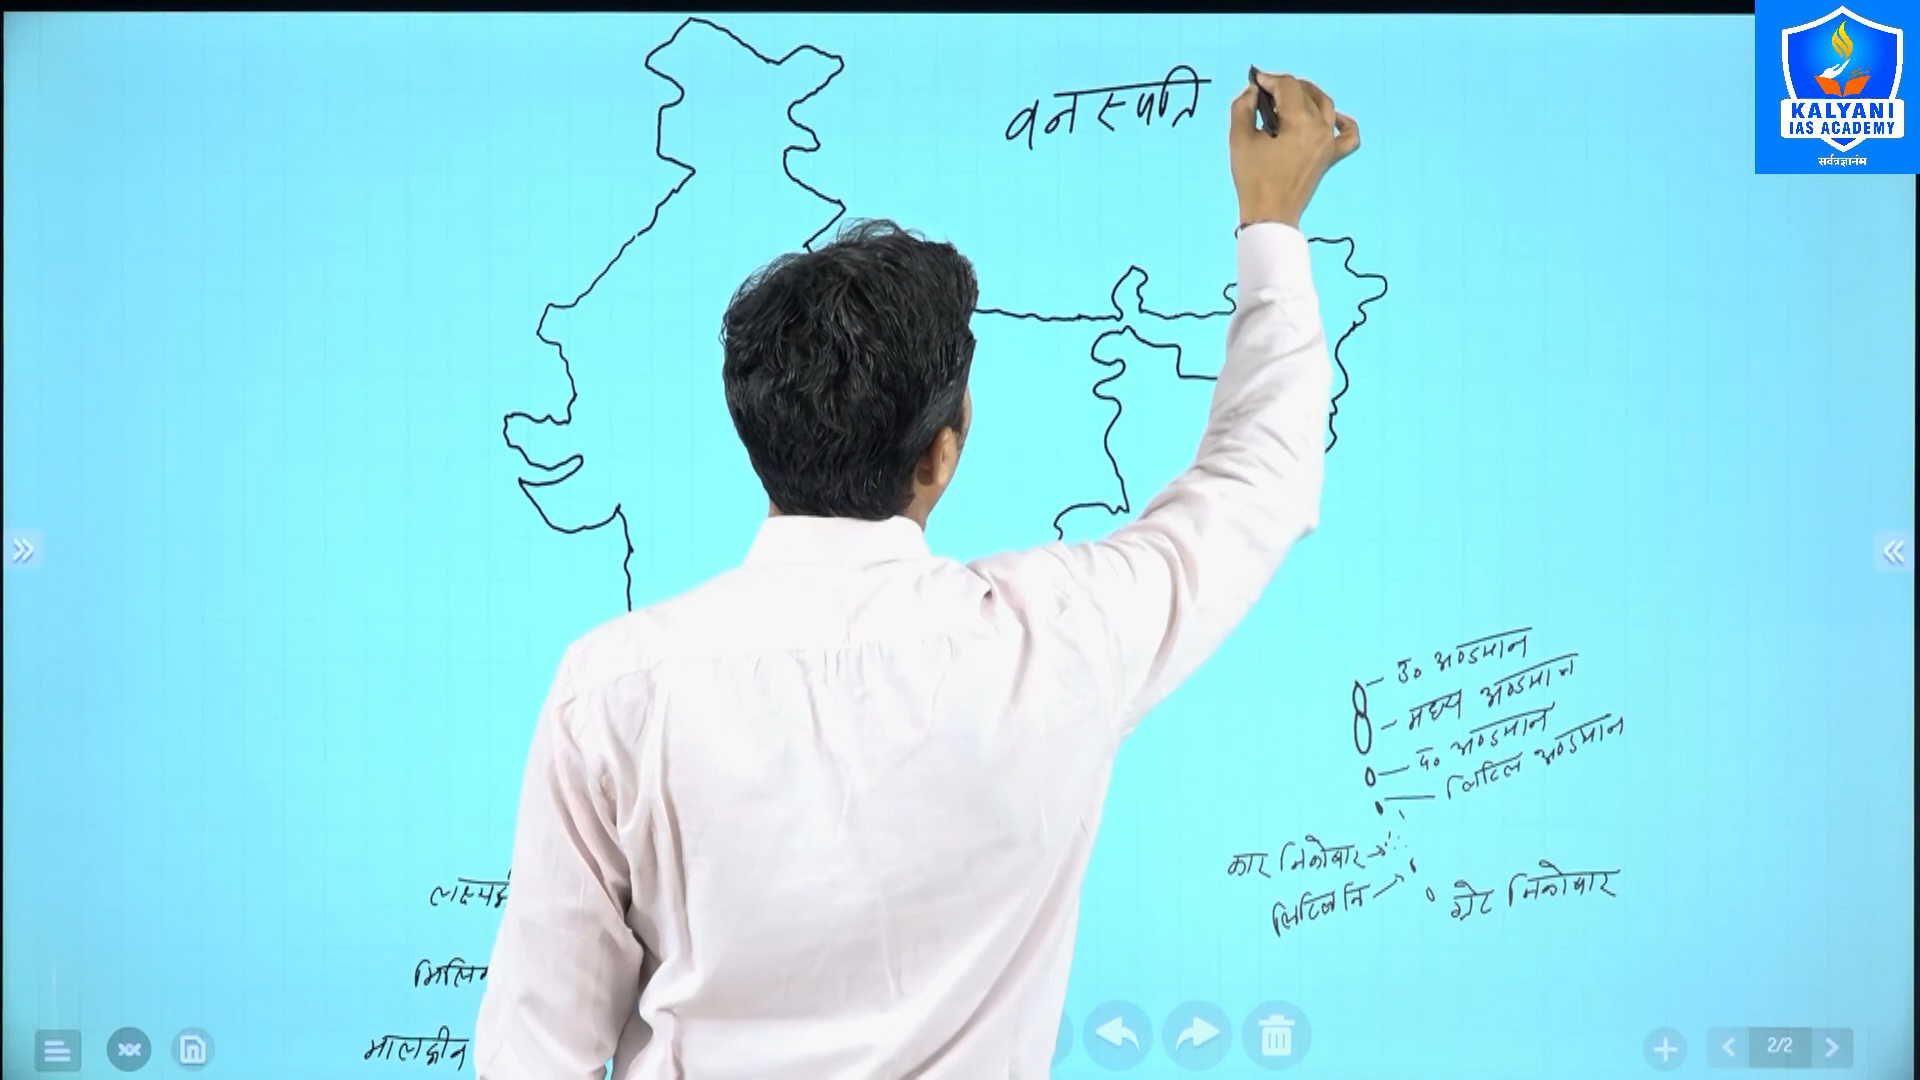 वनस्पति
KALYANI
IAS ACADEMY
सर्वत्रज्ञानंम
उ० अण्डमान
मध्य अण्डमान
द० अण्डमान
लिटिल अण्डमान
कार निकोबार
लिटिल नि
ग्रेट निकोबार
2/2